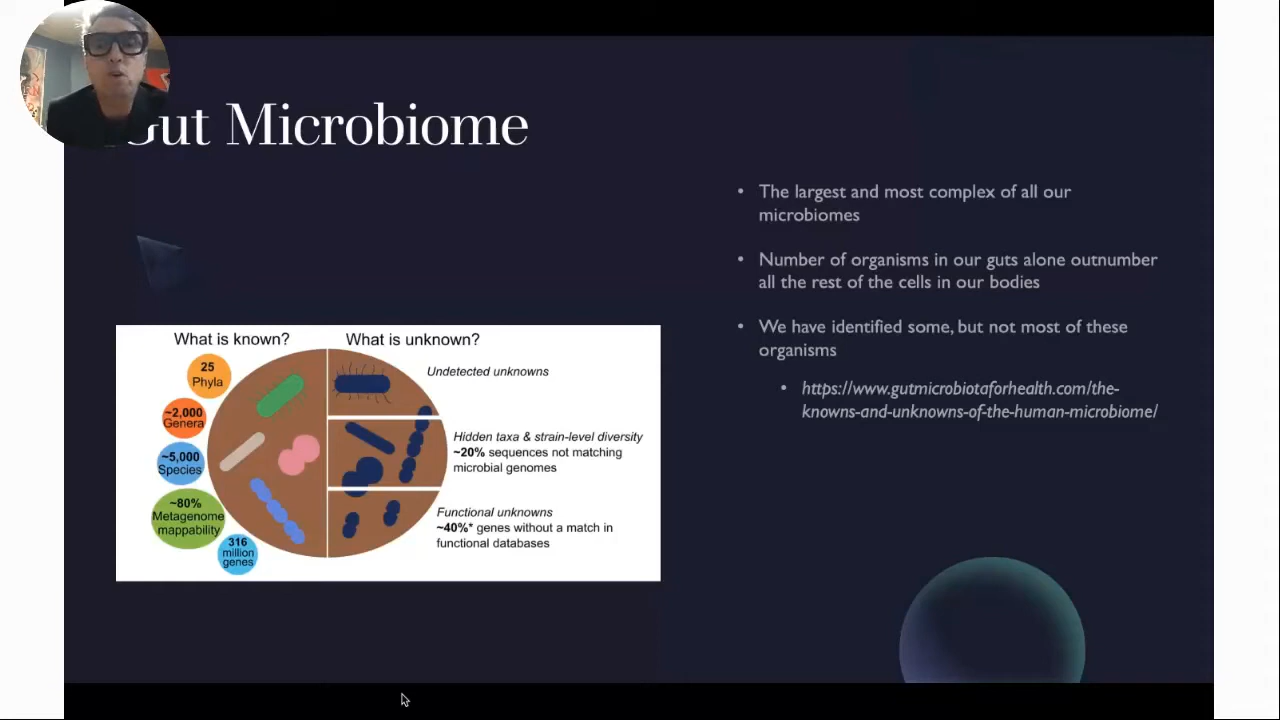 Gut Microbiome
• The largest and most complex of all our
microbiomes
• Number of organisms in our guts alone outnumber
all the rest of the cells in our bodies
• We have identified some, but not most of these
organisms
• https://www.gutmicrobiotaforhealth.com/the-
knowns-and-unknowns-of-the-human-microbiome/
What is known?
25
Phyla
~2,000
Genera
~5,000
Species
~80%
Metagenome
mappability
316
million
genes
What is unknown?
Undetected unknowns
Hidden taxa & strain-level diversity
~20% sequences not matching
microbial genomes
Functional unknowns
~40%* genes without a match in
functional databases